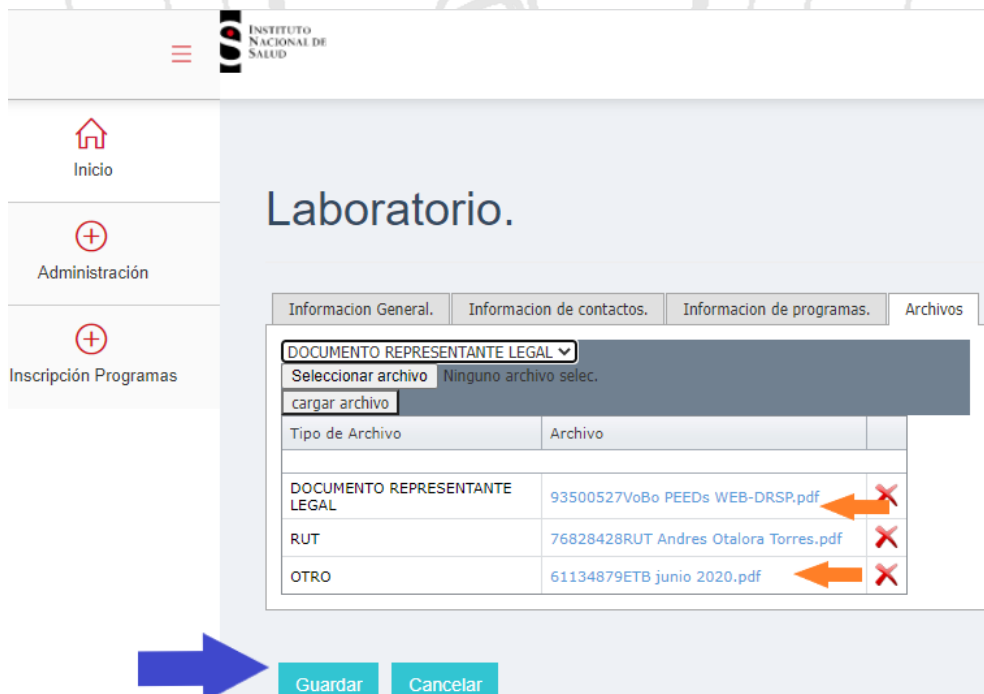 INSTITUTO
NACIONAL DE
SALUD
Inicio
Administración
Inscripción Programas
Laboratorio.
Informacion General.
Informacion de contactos.
Informacion de programas.
Archivos
DOCUMENTO REPRESENTANTE LEGAL
Seleccionar archivo Ninguno archivo selec.
cargar archivo
Tipo de Archivo Archivo
DOCUMENTO REPRESENTANTE
LEGAL
93500527VoBo PEEDs WEB-DRSP.pdf
RUT 76828428RUT Andres Otalora Torres.pdf
OTRO 61134879ETB junio 2020.pdf
Guardar Cancelar